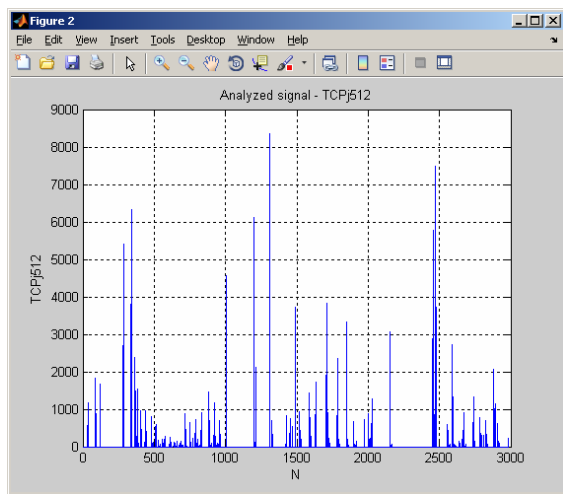 Figure 2
File Edit View Insert Tools Desktop Window Help
Analyzed signal - TCPj512
9000
8000
7000
6000
5000
4000
3000
2000
1000
0
TCPj512
0 500 1000 1500 2000 2500 3000
N